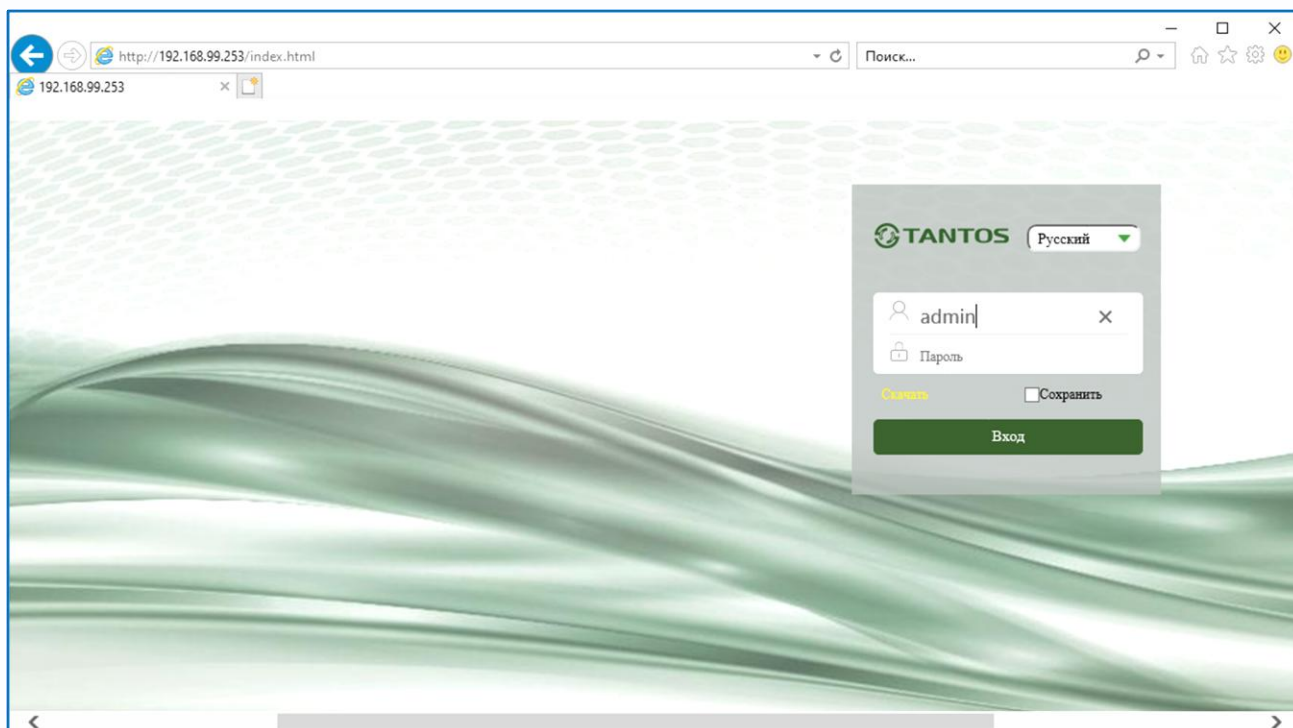 http://192.168.99.253/index.html
Поиск...
192.168.99.253
TANTOS
Русский
admin
Пароль
Скачать
Сохранить
Вход